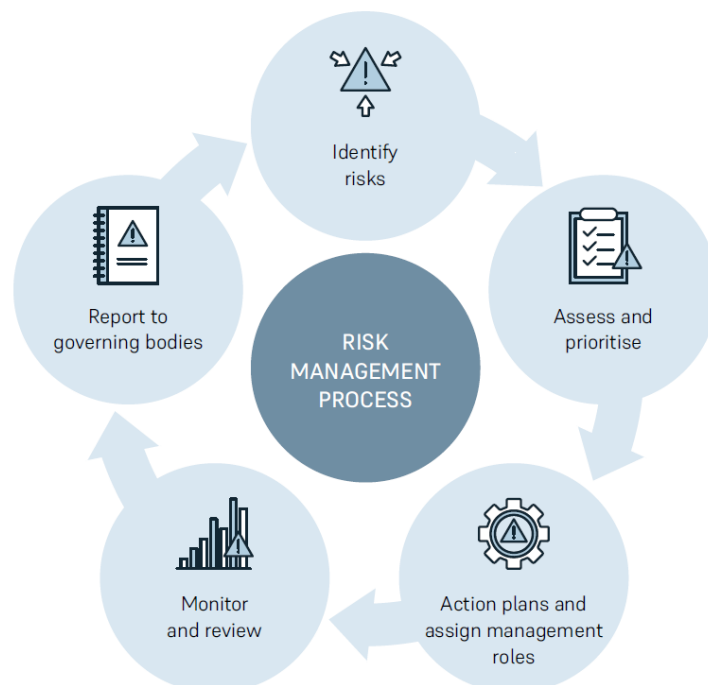 Identify
risks
Assess and
prioritise
Action plans and
assign management
roles
Monitor
and review
Report to
governing bodies
RISK
MANAGEMENT
PROCESS